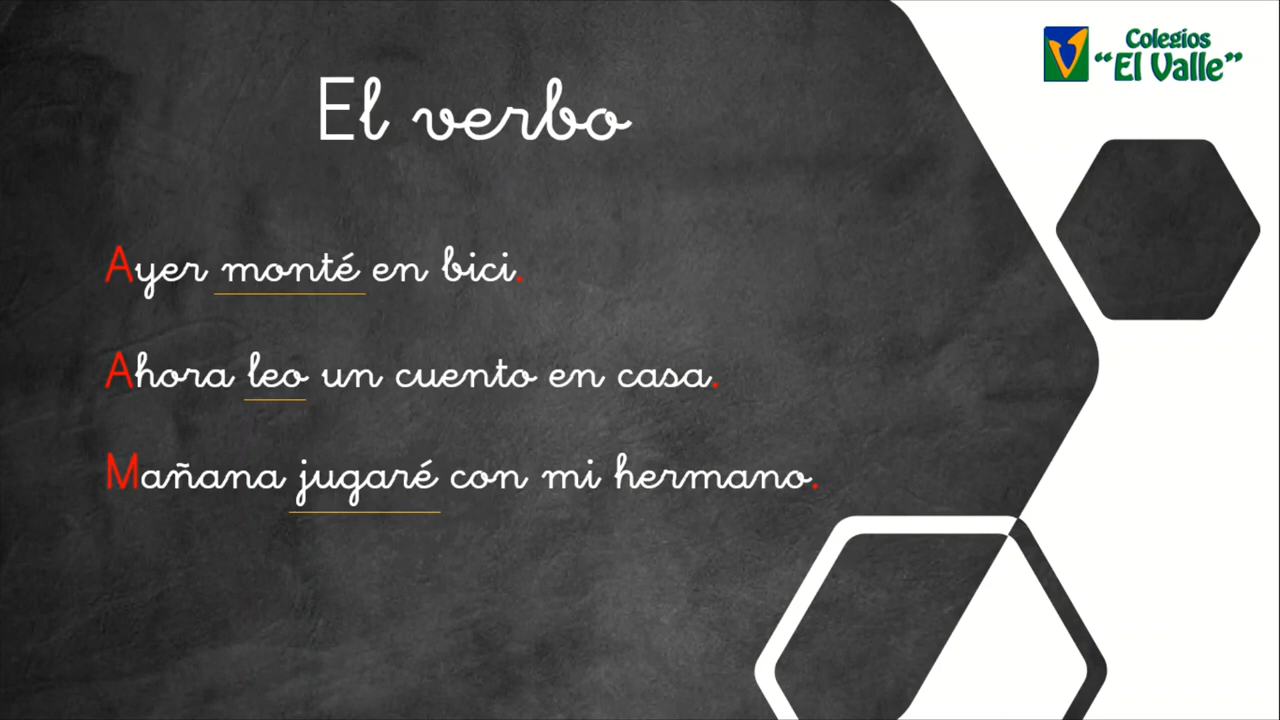 Colegios
“El Valle”
El verbo
Ayer monté en bici.
Ahora leo un cuento en casa.
Mañana jugaré con mi hermano.